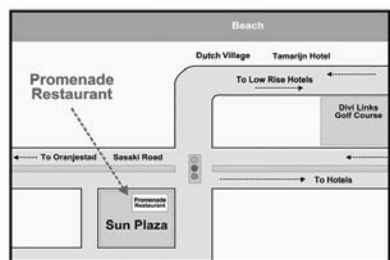 Beach
Dutch Village Tamarijn Hotel
To Low Rise Hotels
Promenade
Restaurant
Divi Links
Golf Course
To Oranjestad Sasaki Road
To Hotels
Promenade
Restaurant
Sun Plaza